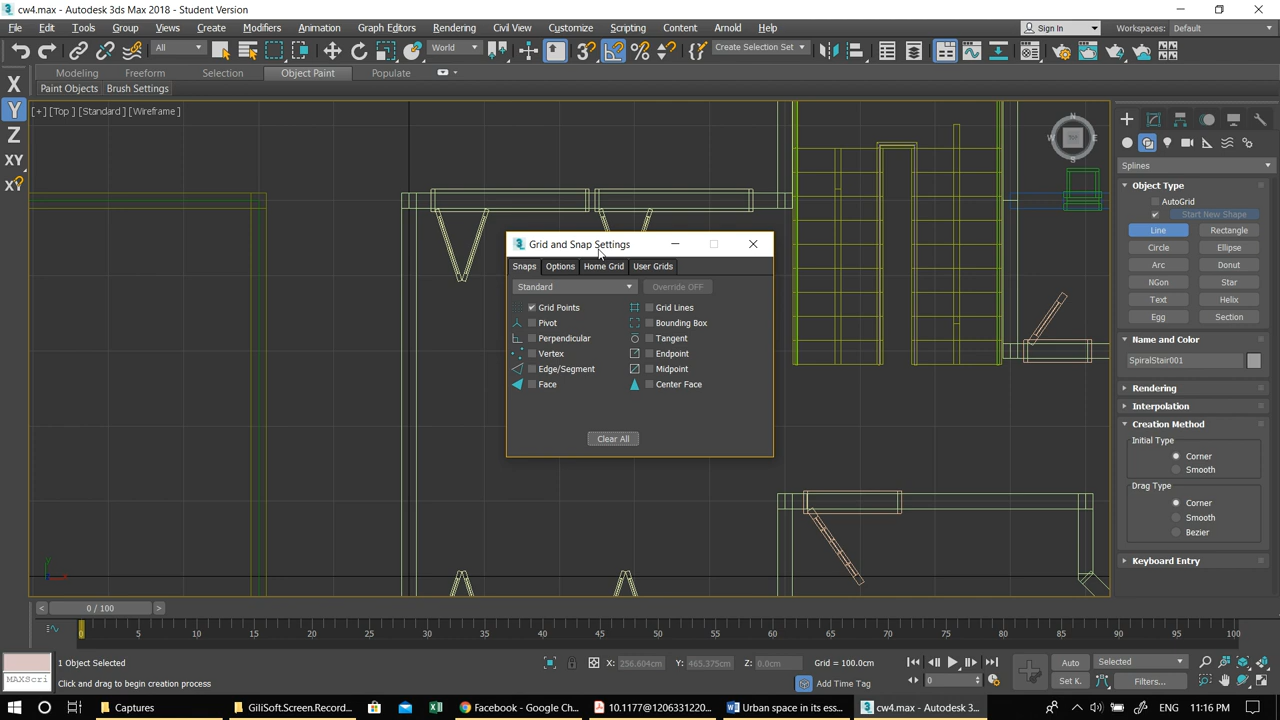 cw4.max - Autodesk 3ds Max 2018 - Student Version
File Edit Tools Group Views Create Modifiers Animation Graph Editors Rendering Civil View Customize Scripting Content Arnold Help
Sign In Workspaces: Default
All World Create Selection Set
Modeling Freeform Selection Object Paint Populate
Paint Objects Brush Settings
X
Y
Z
XY
XY
[+] [Top ] [Standard ] [Wireframe ]
N
W E
S
TOP
Grid and Snap Settings
Snaps Options Home Grid User Grids
Standard Override OFF
Grid Points Grid Lines
Pivot Bounding Box
Perpendicular Tangent
Vertex Endpoint
Edge/Segment Midpoint
Face Center Face
Clear All
Splines
Object Type
AutoGrid
Start New Shape
Line Rectangle
Circle Ellipse
Arc Donut
NGon Star
Text Helix
Egg Section
Name and Color
SpiralStair001
Rendering
Interpolation
Creation Method
Initial Type
Corner
Smooth
Drag Type
Corner
Smooth
Bezier
Keyboard Entry
y
x
< 0 / 100 >
0 5 10 15 20 25 30 35 40 45 50 55 60 65 70 75 80 85 90 95 100
1 Object Selected X: 256.604cm Y: 465.375cm Z: 0.0cm Grid = 100.0cm Auto Selected
MAXScri Click and drag to begin creation process Add Time Tag 0 Set K. Filters...
Captures GiliSoft.Screen.Record... Facebook - Google Ch... 10.1177@1206331220... Urban space in its ess... cw4.max - Autodesk 3... ENG 11:16 PM